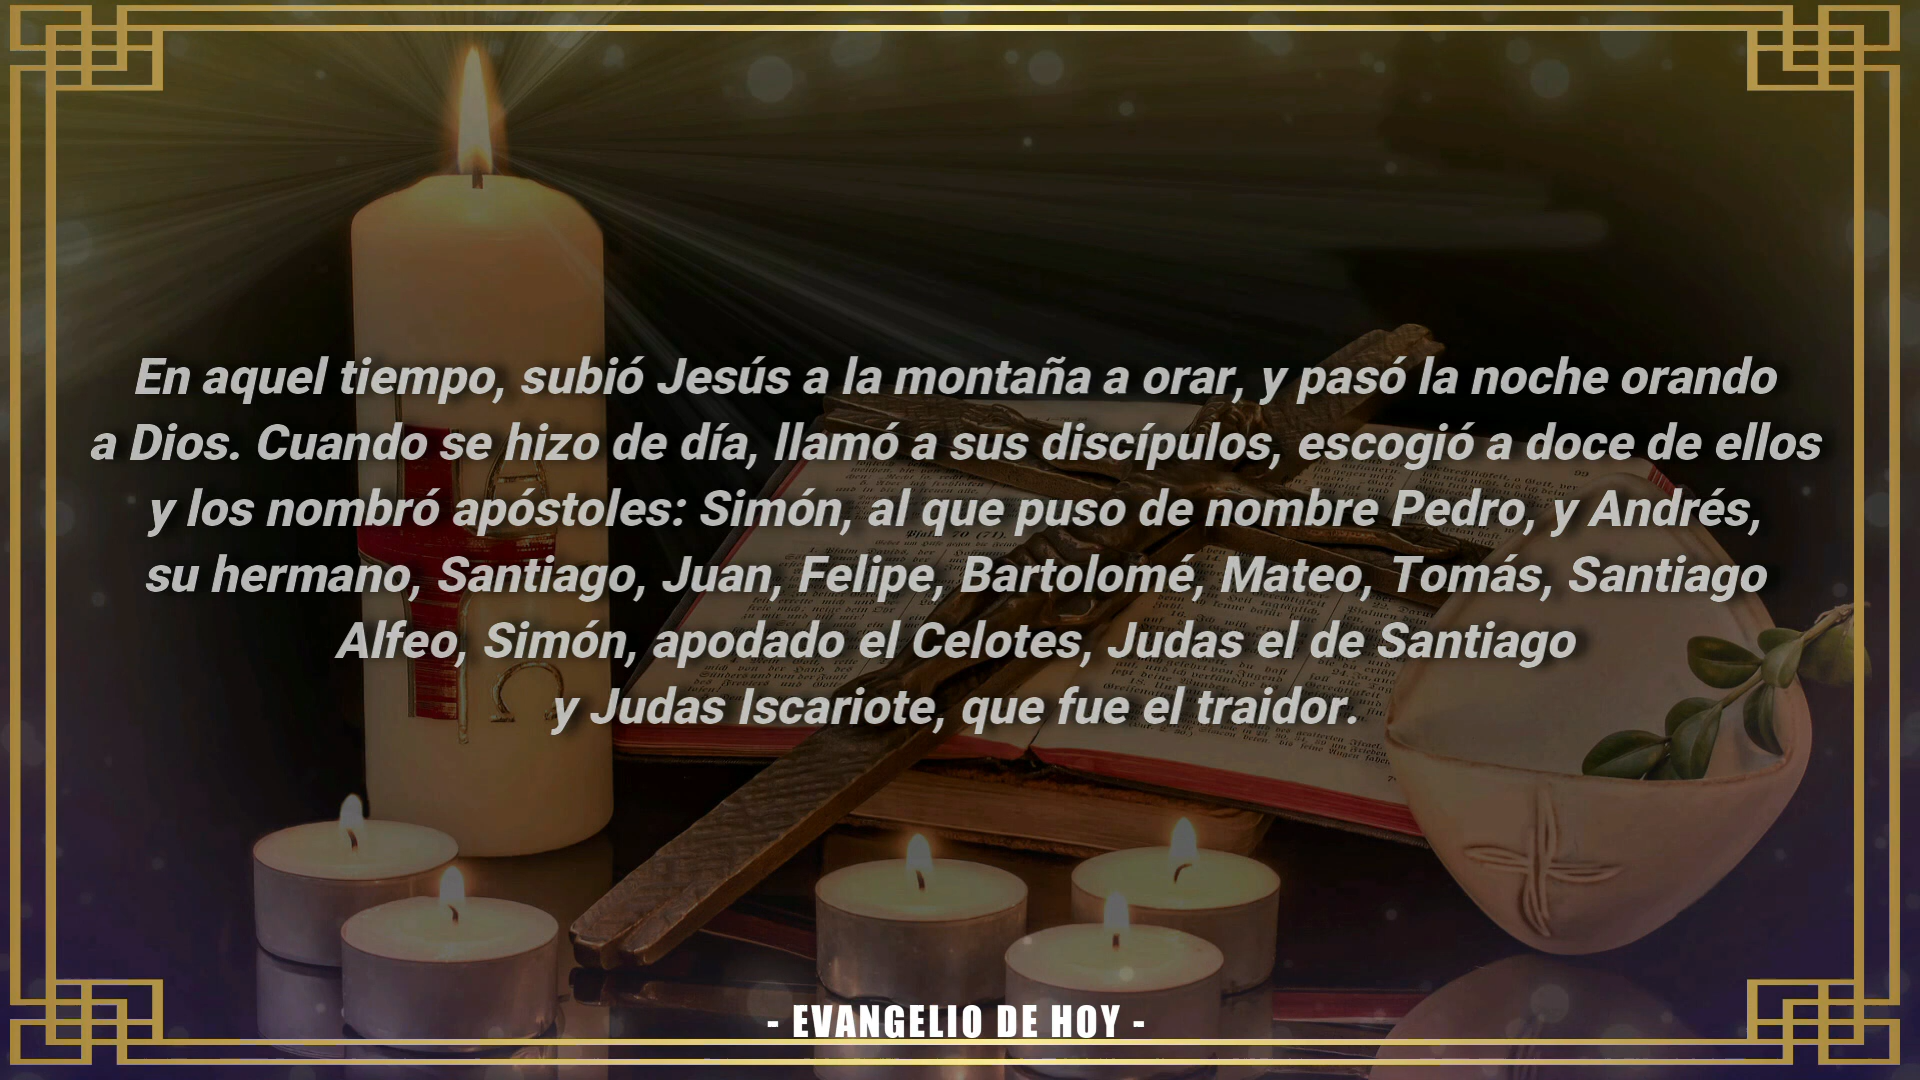 En aquel tiempo, subió Jesús a la montaña a orar, y pasó la noche orando
a Dios. Cuando se hizo de día, llamó a sus discípulos, escogió a doce de ellos
y los nombró apóstoles: Simón, al que puso de nombre Pedro, y Andrés,
su hermano, Santiago, Juan, Felipe, Bartolomé, Mateo, Tomás, Santiago
Alfeo, Simón, apodado el Celotes, Judas el de Santiago
y Judas Iscariote, que fue el traidor.
- EVANGELIO DE HOY -